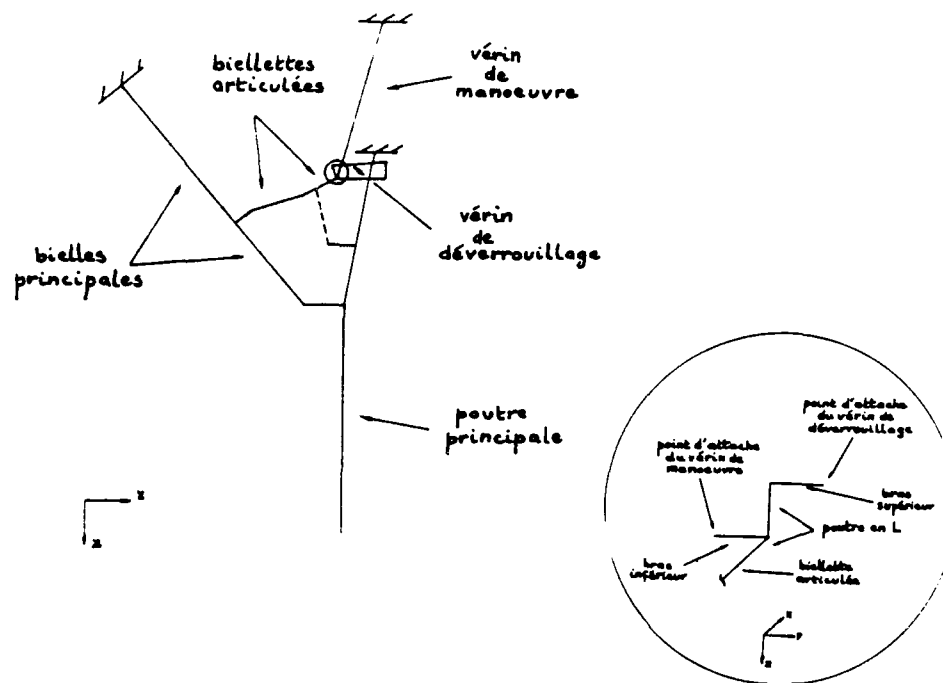 vérin
de
manoeuvre
biellettes
articulées
vérin
de
déverrouillage
bielles
principales
poutre
principale
x
z
point d'attache
du vérin de
déverrouillage
point d'attache
du vérin de
manoeuvre
bras
supérieur
poutre en L
bras
inférieur
biellette
articulée
x
y
z